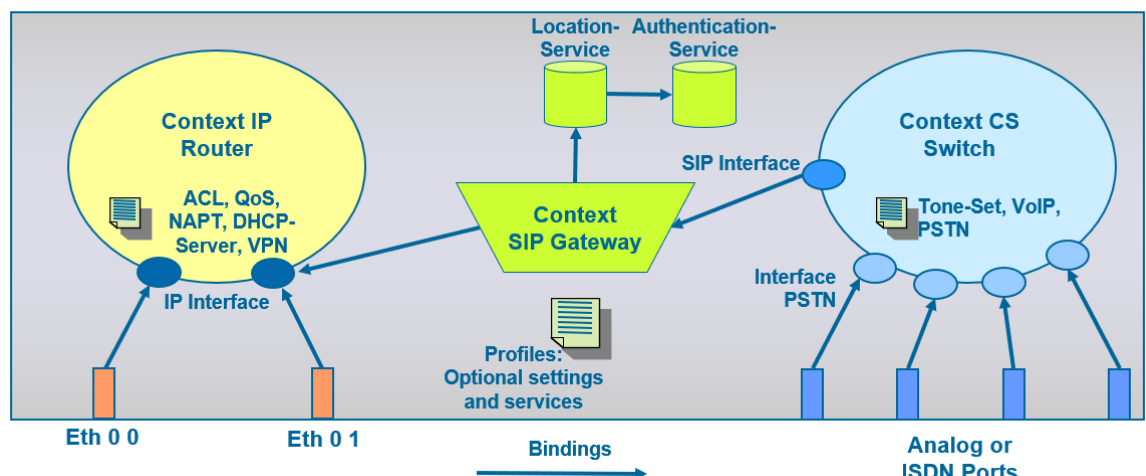 Location-
Service
Authentication-
Service
Context IP
Router
ACL, QoS,
NAPT, DHCP-
Server, VPN
IP Interface
Context
SIP Gateway
SIP Interface
Context CS
Switch
Tone-Set, VoIP,
PSTN
Interface
PSTN
Profiles:
Optional settings
and services
Eth 0 0
Eth 0 1
Bindings
Analog or
ISDN Ports